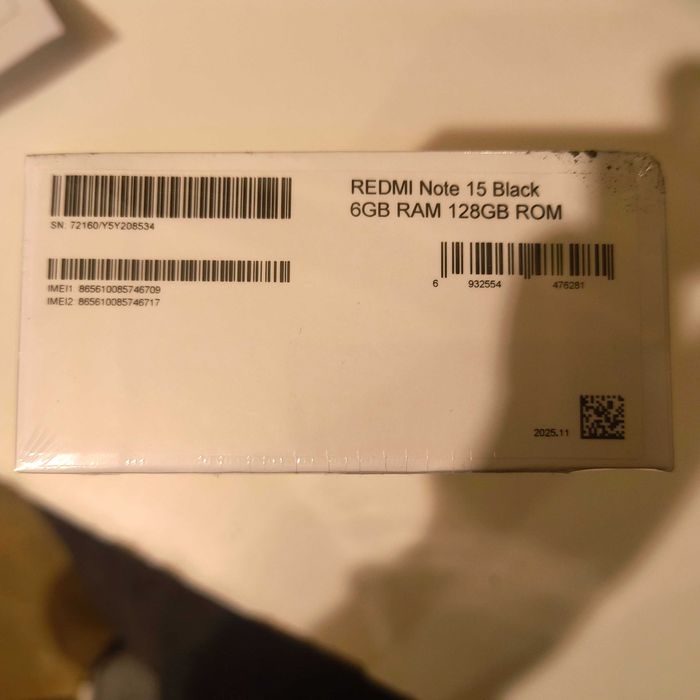 SN: 72160/Y5Y208534
REDMI Note 15 Black
6GB RAM 128GB ROM
IMEI1 865610085746709
IMEI2 865610085746717
6 932554 476281
2025.11